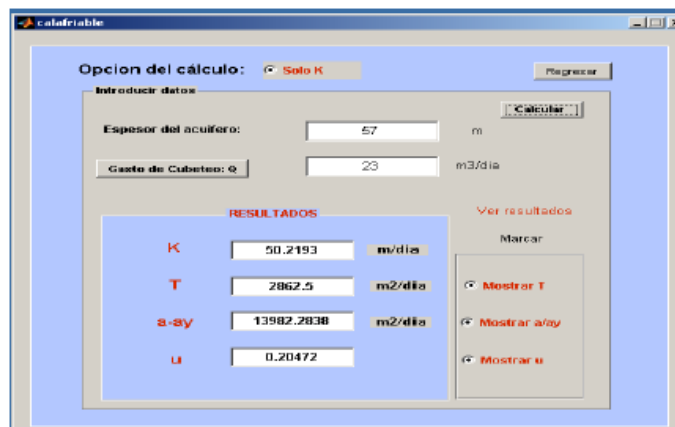 calafriable
Opcion del cálculo: Solo K
Regresar
Introducir datos
Calcular
Espesor del acuifero: 57 m
Gasto de Cubeteo: Q 23 m3/dia
RESULTADOS
Ver resultados
Marcar
K 50.2193 m/dia
T 2862.5 m2/dia
Mostrar T
a-ay 13982.2838 m2/dia
Mostrar a/ay
u 0.20472
Mostrar u